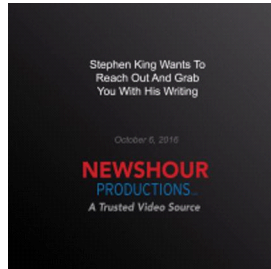 Stephen King Wants To
Reach Out And Grab
You With His Writing
October 6, 2016
NEWSHOUR
PRODUCTIONS
A Trusted Video Source